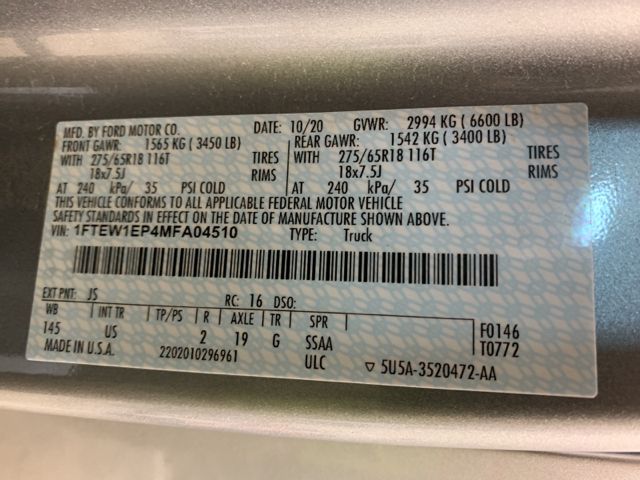 MFD. BY FORD MOTOR CO. DATE: 10/20 GVWR: 2994 KG ( 6600 LB)
FRONT GAWR: 1565 KG ( 3450 LB) REAR GAWR: 1542 KG ( 3400 LB)
WITH 275/65R18 116T TIRES WITH 275/65R18 116T TIRES
18x7.5J RIMS 18x7.5J RIMS
AT 240 kPa/ 35 PSI COLD AT 240 kPa/ 35 PSI COLD
THIS VEHICLE CONFORMS TO ALL APPLICABLE FEDERAL MOTOR VEHICLE
SAFETY STANDARDS IN EFFECT ON THE DATE OF MANUFACTURE SHOWN ABOVE.
VIN: 1FTEW1EP4MFA04510 TYPE: Truck
EXT PNT: JS RC: 16 DSO:
WB INT TR TP/PS R AXLE TR SPR F0146
145 US 2 19 G SSAA T0772
MADE IN U.S.A. 2202010296961 ULC ▽ 5U5A-3520472-AA